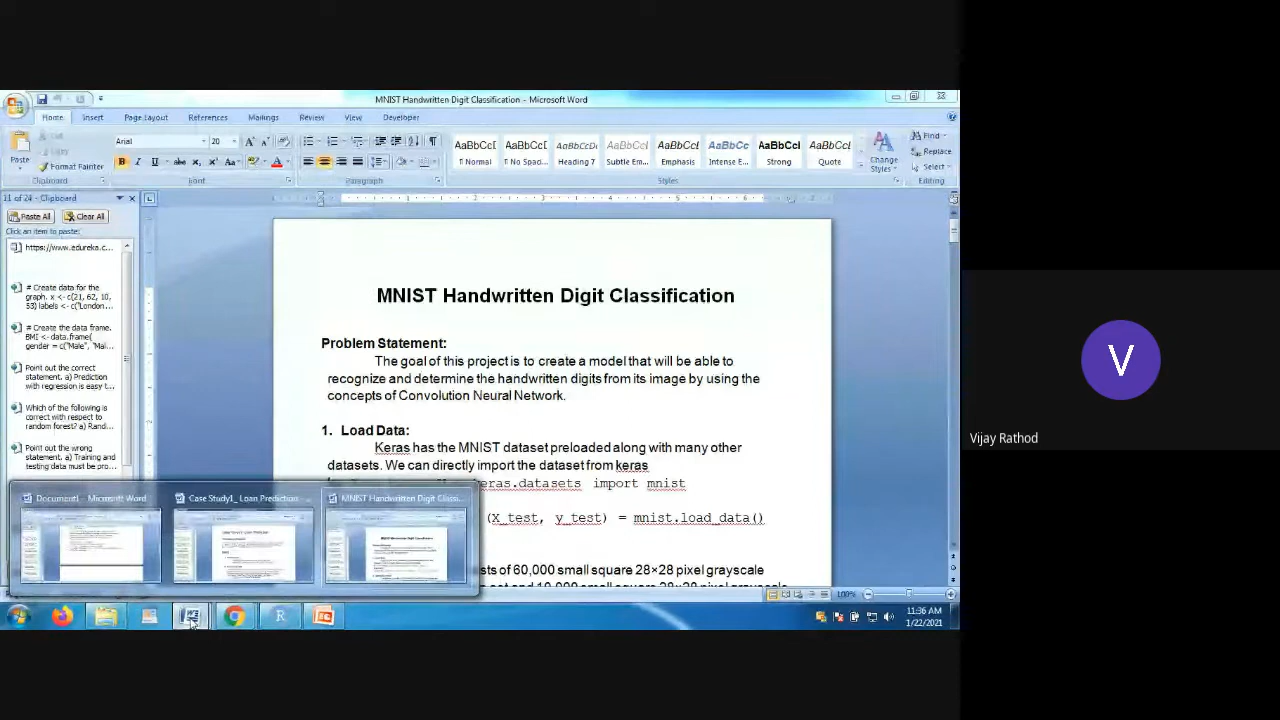 MNIST Handwritten Digit Classification - Microsoft Word
Home Insert Page Layout References Mailings Review View Developer
Paste
Format Painter
Arial 20
Find
Replace
Select
AaBbCcI AaBbCcI AaBbCcDc AaBbCcl AaBbCcl AaBbCc AaBbCcl AaBbCcI
¶ Normal ¶ No Spac... Heading 7 Subtle Em... Emphasis Intense E... Strong Quote
Change Styles
Clipboard Font Paragraph Styles Editing
11 of 24 - Clipboard
Paste All Clear All
Click an item to paste:
https://www.edureka.c...
# Create data for the
graph. x <- c(21, 62, 10,
53) labels <- c("London...
# Create the data frame.
BMI <- data.frame(
gender = c("Male", "Mal...
Point out the correct
statement. a) Prediction
with regression is easy t...
Which of the following is
correct with respect to
random forest? a) Rand...
Point out the wrong
statement. a) Training and
testing data must be pro...
MNIST Handwritten Digit Classification
Problem Statement:
The goal of this project is to create a model that will be able to
recognize and determine the handwritten digits from its image by using the
concepts of Convolution Neural Network.
1. Load Data:
Keras has the MNIST dataset preloaded along with many other
datasets. We can directly import the dataset from keras
keras.datasets import mnist
(X_test, y_test) = mnist.load_data()
sts of 60,000 small square 28×28 pixel grayscale
Document1 - Microsoft Word
Case Study1_ Loan Prediction...
MNIST Handwritten Digit Classi...
100%
11:36 AM
1/22/2021
V
Vijay Rathod